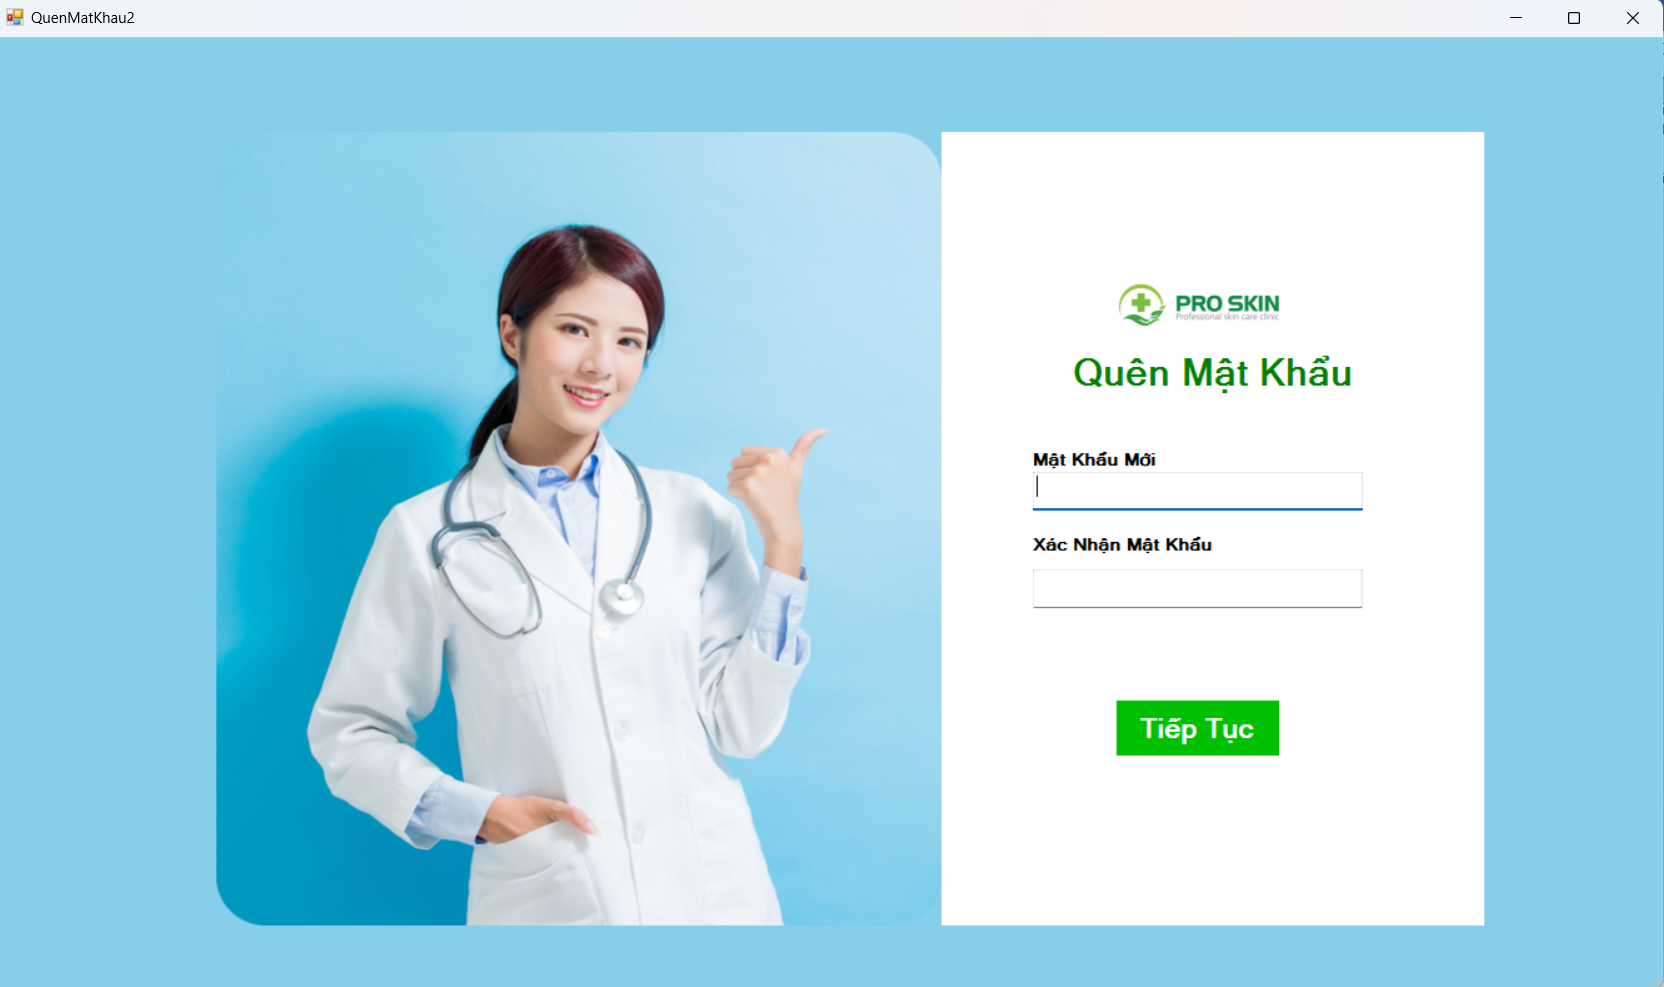 QuenMatKhau2
PRO SKIN
Professional skin care clinic
Quên Mật Khẩu
Mật Khẩu Mới
Xác Nhận Mật Khẩu
Tiếp Tục